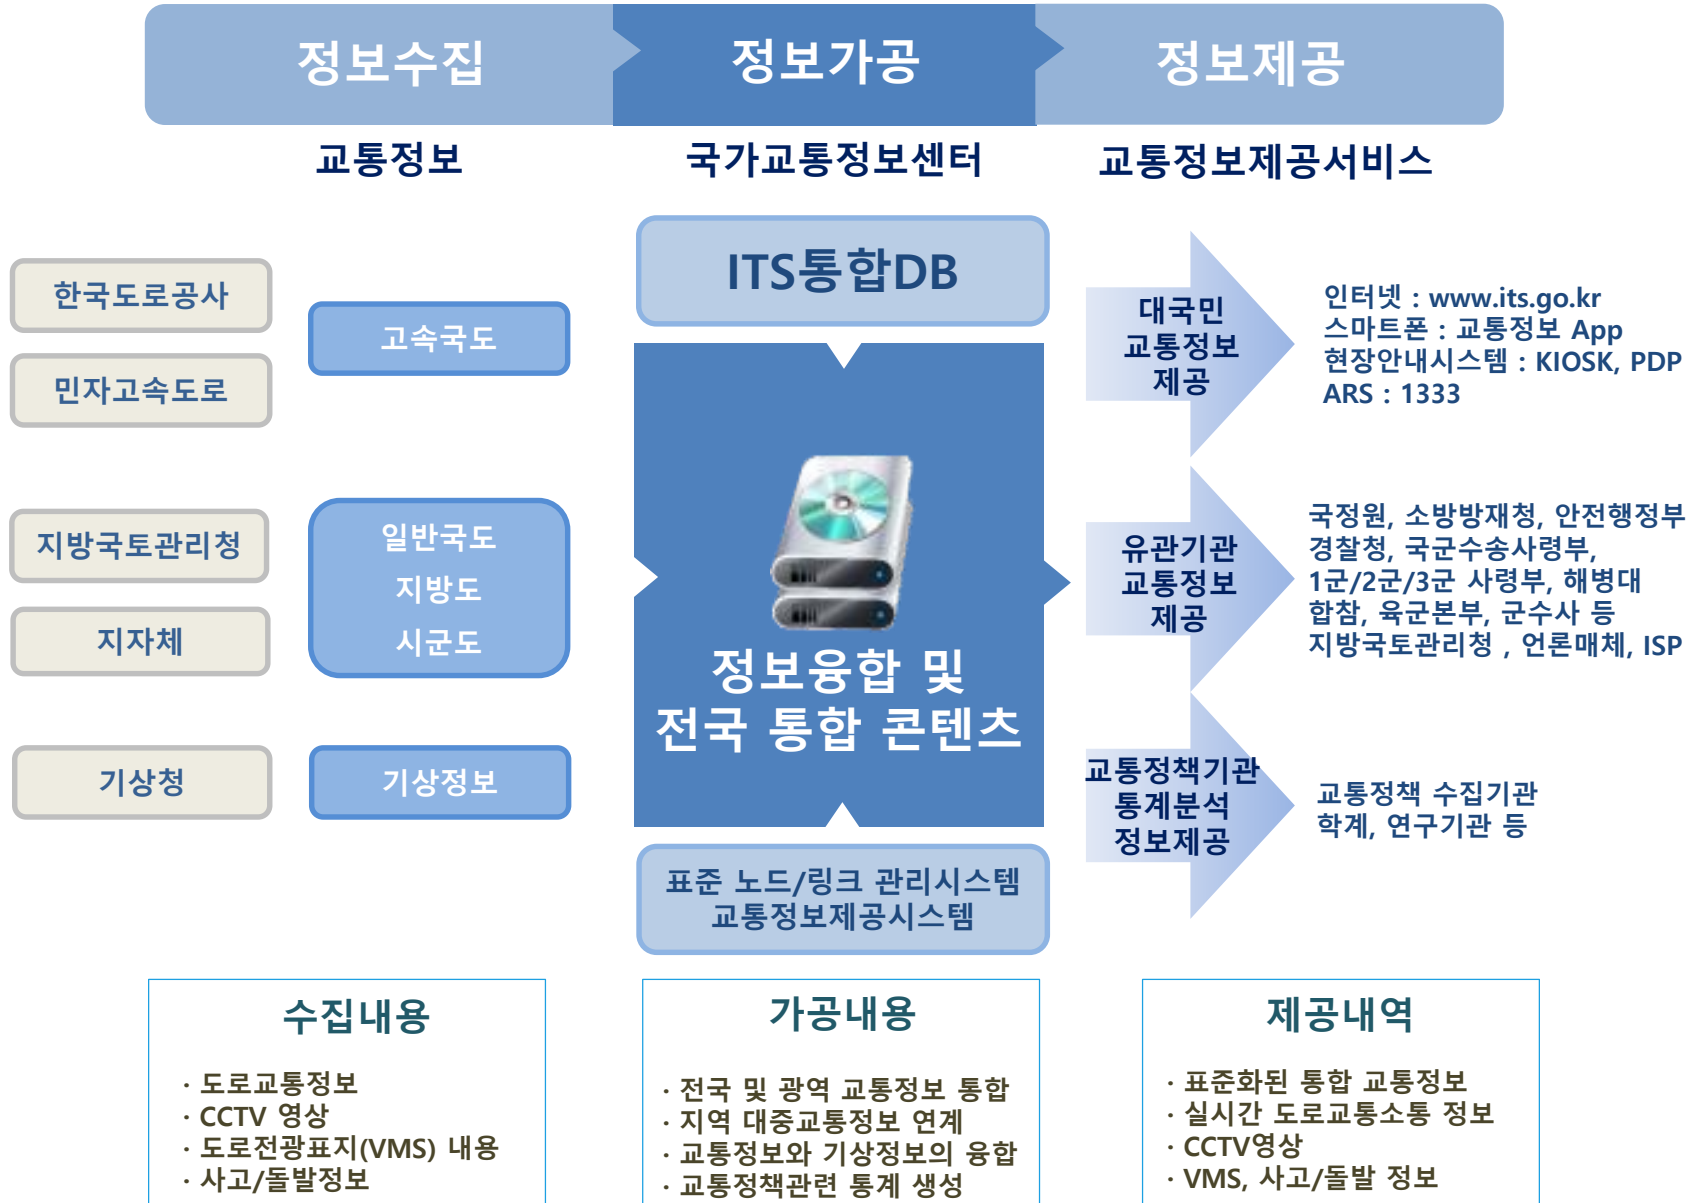 정보수집
정보가공
정보제공
교통정보
국가교통정보센터
교통정보제공서비스
한국도로공사
민자고속도로
지방국토관리청
지자체
기상청
고속국도
일반국도
지방도
시군도
기상정보
ITS통합DB
정보융합 및
전국 통합 콘텐츠
표준 노드/링크 관리시스템
교통정보제공시스템
대국민
교통정보
제공
인터넷 : www.its.go.kr
스마트폰 : 교통정보 App
현장안내시스템 : KIOSK, PDP
ARS : 1333
유관기관
교통정보
제공
국정원, 소방방재청, 안전행정부
경찰청, 국군수송사령부,
1군/2군/3군 사령부, 해병대
합참, 육군본부, 군수사 등
지방국토관리청 , 언론매체, ISP
교통정책기관
통계분석
정보제공
교통정책 수집기관
학계, 연구기관 등
수집내용
· 도로교통정보
· CCTV 영상
· 도로전광표지(VMS) 내용
· 사고/돌발정보
가공내용
· 전국 및 광역 교통정보 통합
· 지역 대중교통정보 연계
· 교통정보와 기상정보의 융합
· 교통정책관련 통계 생성
제공내역
· 표준화된 통합 교통정보
· 실시간 도로교통소통 정보
· CCTV영상
· VMS, 사고/돌발 정보